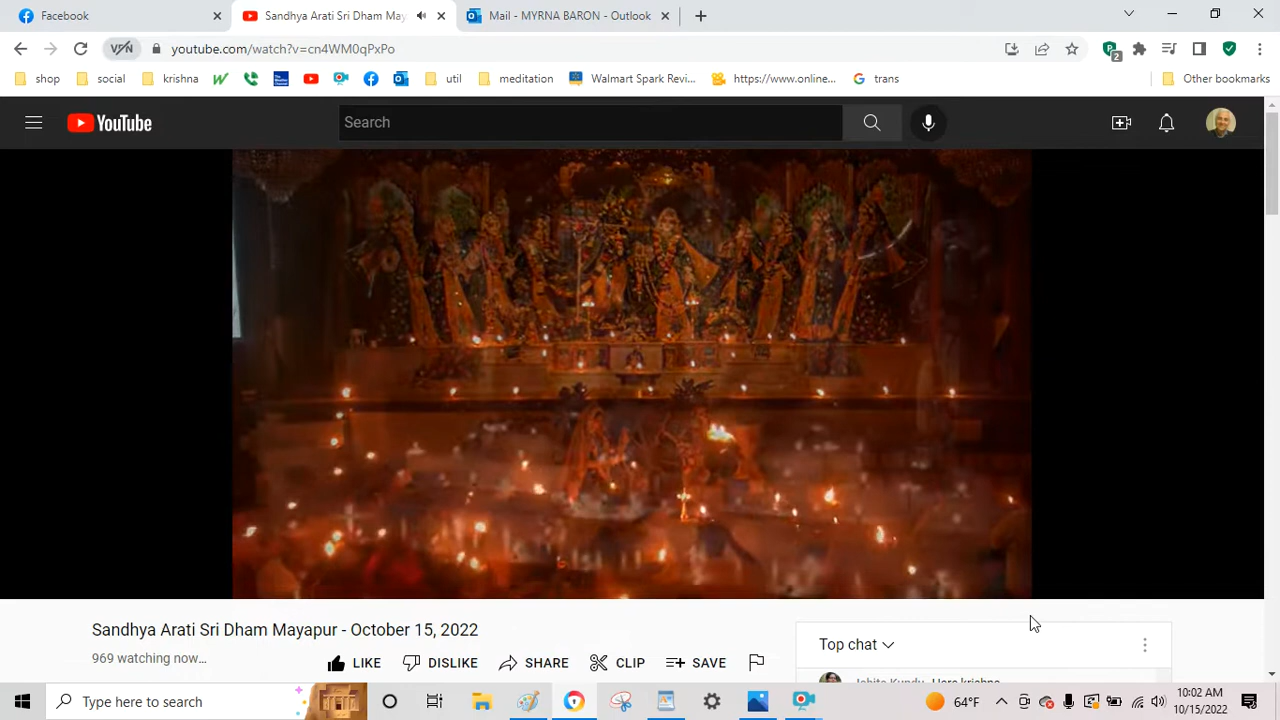 Facebook
Sandhya Arati Sri Dham May
Mail - MYRNA BARON - Outlook
youtube.com/watch?v=cn4WM0qPxPo
2
shop
social
krishna
util
meditation
Walmart Spark Revi...
https://www.online...
trans
Other bookmarks
YouTube
Search
Sandhya Arati Sri Dham Mayapur - October 15, 2022
969 watching now...
LIKE
DISLIKE
SHARE
CLIP
SAVE
Top chat
Type here to search
64°F
10:02 AM
10/15/2022